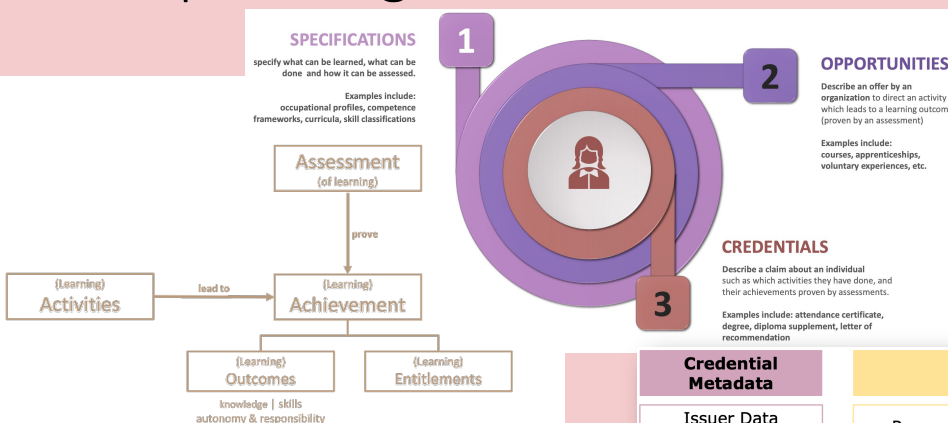 SPECIFICATIONS
specify what can be learned, what can be
done and how it can be assessed.
Examples include:
occupational profiles, competence
frameworks, curricula, skill classifications
1
2
OPPORTUNITIES
Describe an offer by an
organization to direct an activity
which leads to a learning outcom
(proven by an assessment)
Examples include:
courses, apprenticeships,
voluntary experiences, etc.
Assessment
(of learning)
prove
(Learning)
Activities
lead to
(Learning)
Achievement
(Learning)
Outcomes
(Learning)
Entitlements
knowledge | skills
autonomy & responsibility
CREDENTIALS
Describe a claim about an individual
such as which activities they have done, and
their achievements proven by assessments.
Examples include: attendance certificate,
degree, diploma supplement, letter of
recommendation
3
Credential
Metadata
Issuer Data